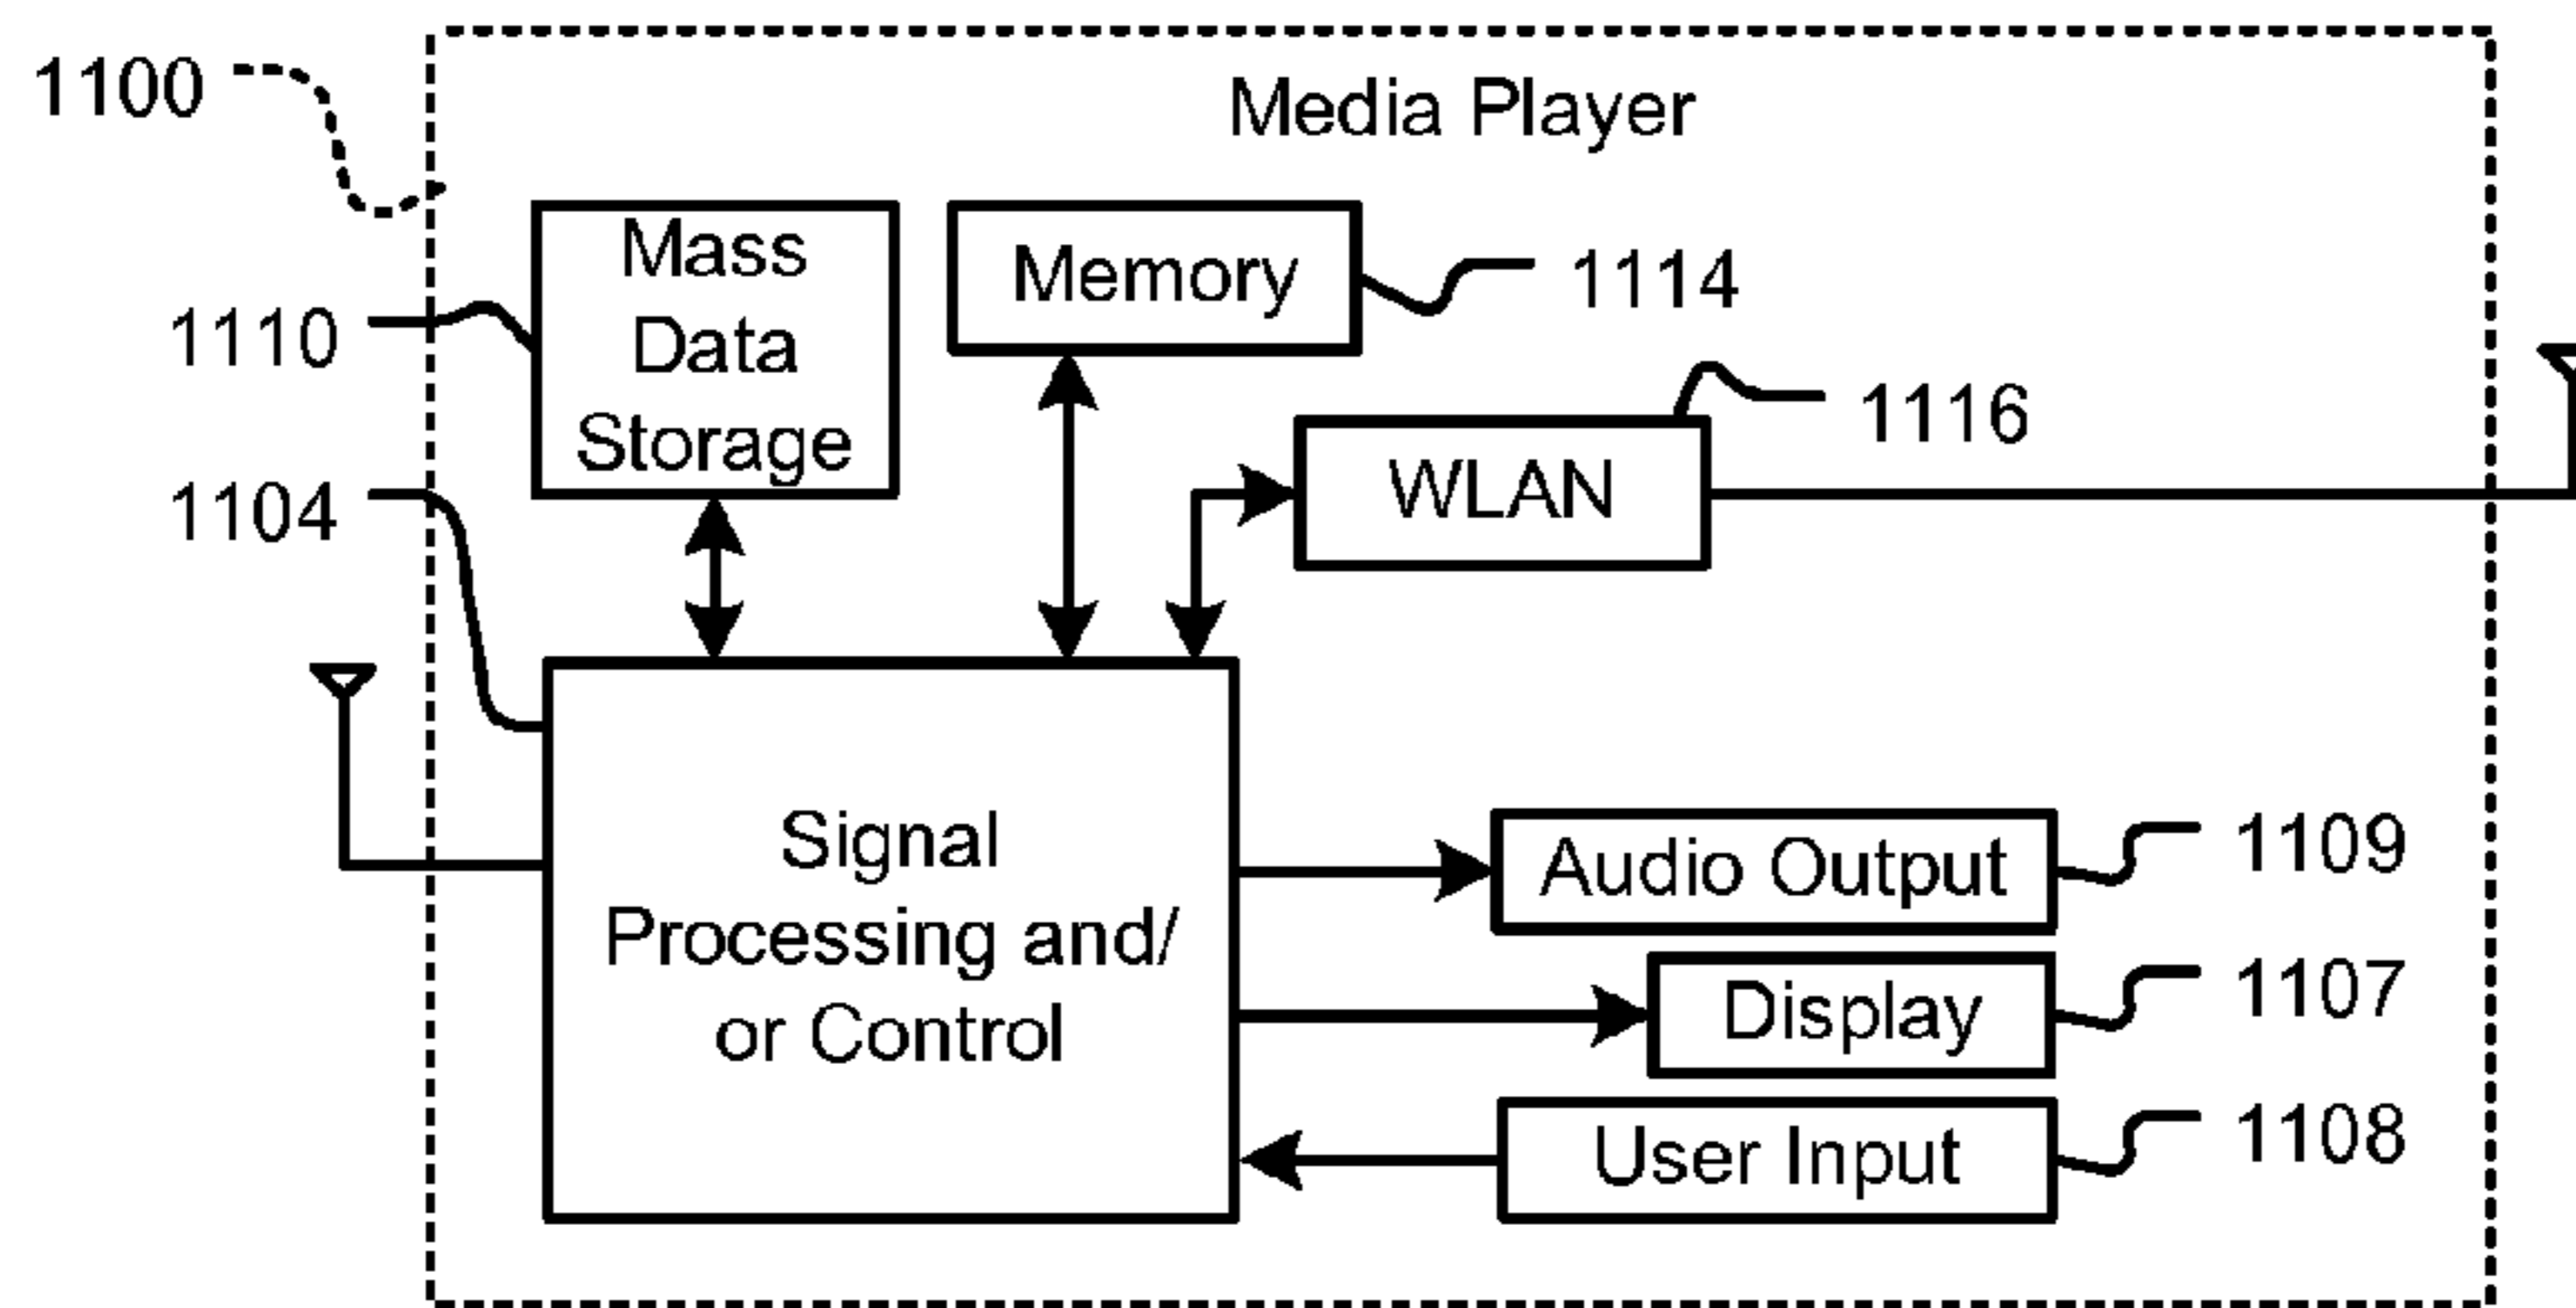 1100
Media Player
Mass
Data
Storage
Memory
1114
1110
1116
WLAN
1104
Signal
Processing and/
or Control
Audio Output
1109
Display
1107
User Input
1108